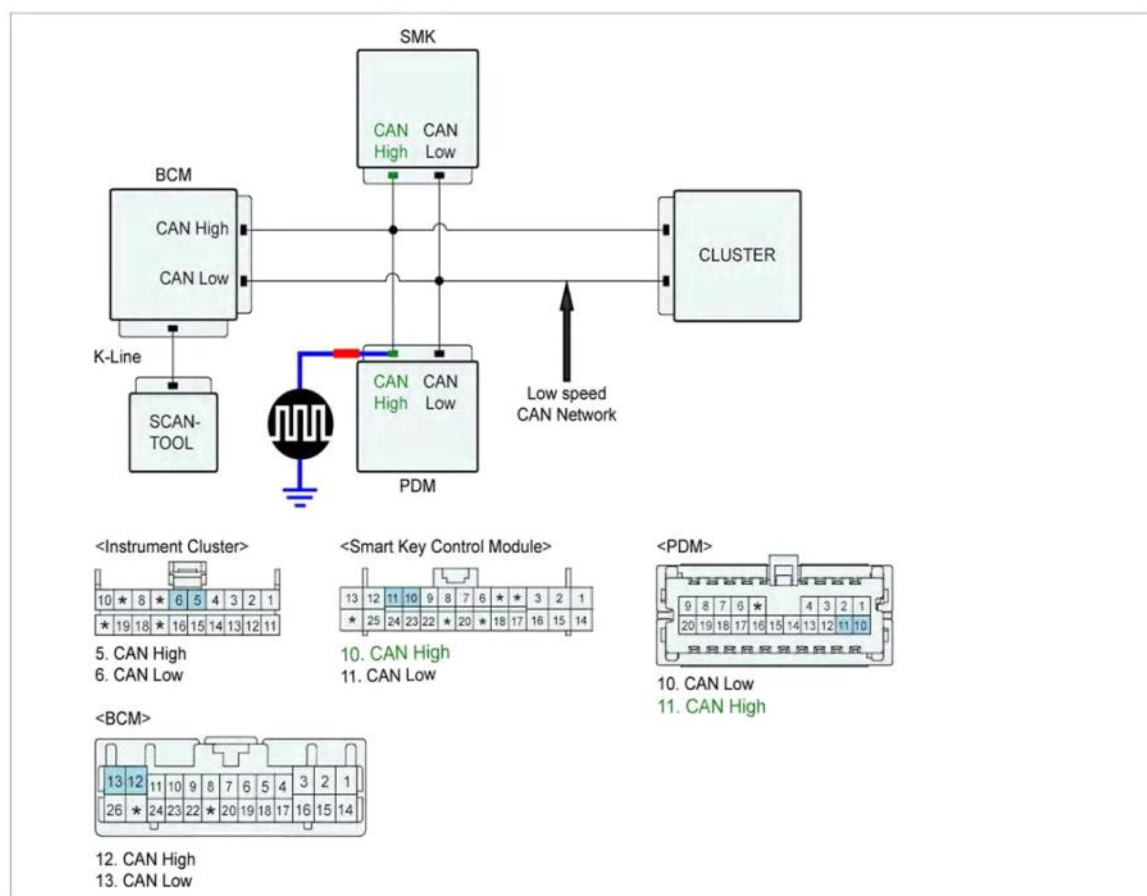 SMK
CAN High
CAN Low
BCM
CAN High
CAN Low
CLUSTER
K-Line
SCAN-
TOOL
CAN High
CAN Low
PDM
Low speed
CAN Network
<Instrument Cluster>
10 * 8 * 6 5 4 3 2 1
* 19 18 * 16 15 14 13 12 11
5. CAN High
6. CAN Low
<Smart Key Control Module>
13 12 11 10 9 8 7 6 * * 3 2 1
* 25 24 23 22 * 20 * 18 17 16 15 14
10. CAN High
11. CAN Low
<PDM>
9 8 7 6 * 4 3 2 1
20 19 18 17 16 15 14 13 12 11 10
10. CAN Low
11. CAN High
<BCM>
13 12 11 10 9 8 7 6 5 4 3 2 1
26 * 24 23 22 * 20 19 18 17 16 15 14
12. CAN High
13. CAN Low